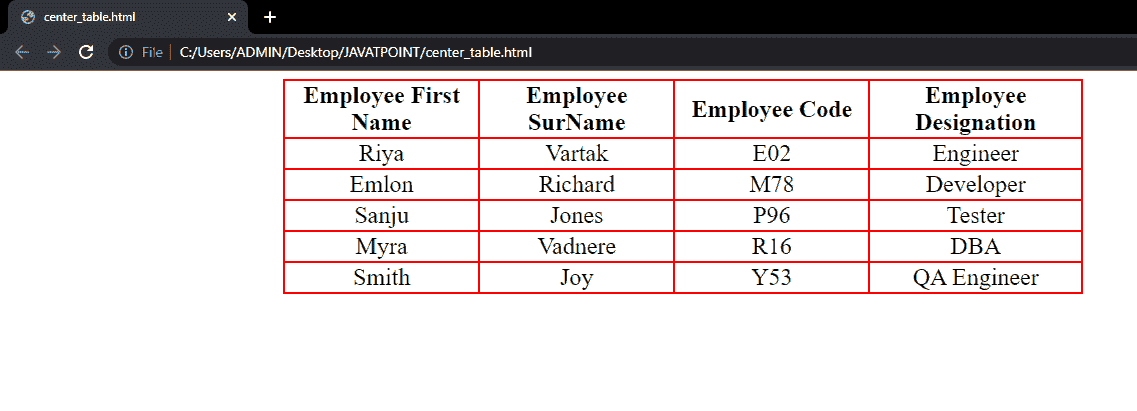 center_table.html
File C:/Users/ADMIN/Desktop/JAVATPOINT/center_table.html
Employee First Name Employee SurName Employee Code Employee Designation
Riya Vartak E02 Engineer
Emlon Richard M78 Developer
Sanju Jones P96 Tester
Myra Vadnere R16 DBA
Smith Joy Y53 QA Engineer